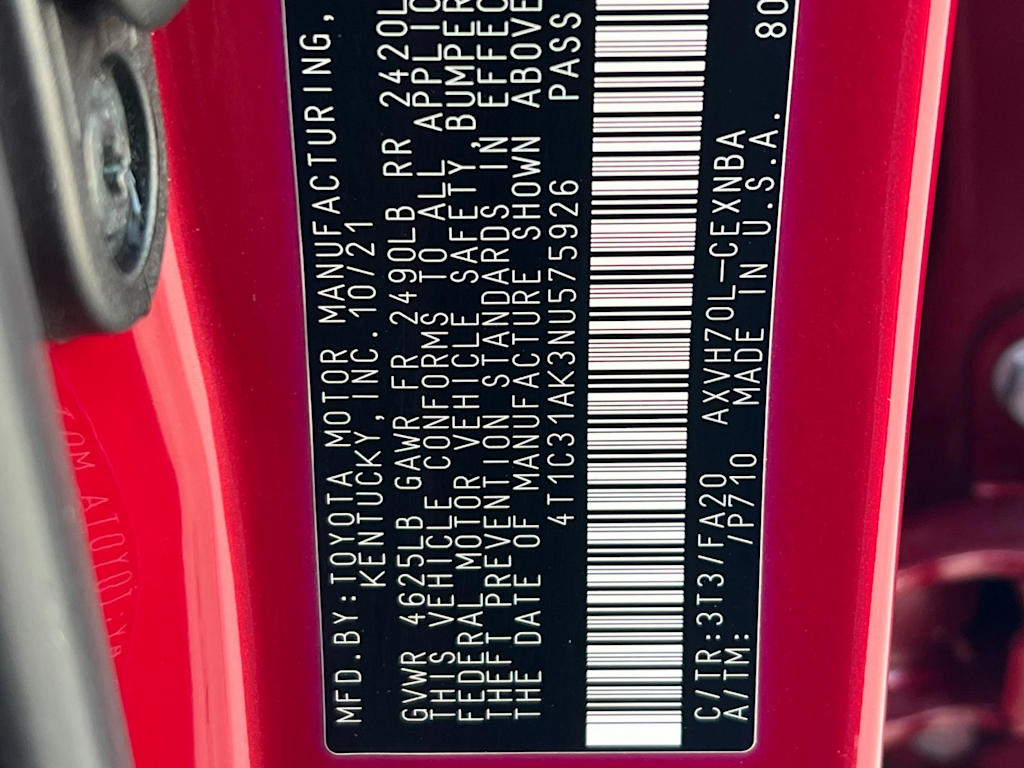 MFD.BY:TOYOTA MOTOR MANUFACTURING,
KENTUCKY,INC.10/21
GVWR 4625LB GAWR FR 2490LB RR 2420L
THIS VEHICLE CONFORMS TO ALL APPLIC
FEDERAL MOTOR VEHICLE SAFETY,BUMPER
THEFT PREVENTION STANDARDS IN EFFEC
THE DATE OF MANUFACTURE SHOWN ABOVE
4T1C31AK3NU575926 PASS
C/TR:3T3/FA20 AXVH70L-CEXNBA
A/TM: /P710 MADE IN U.S.A. 80